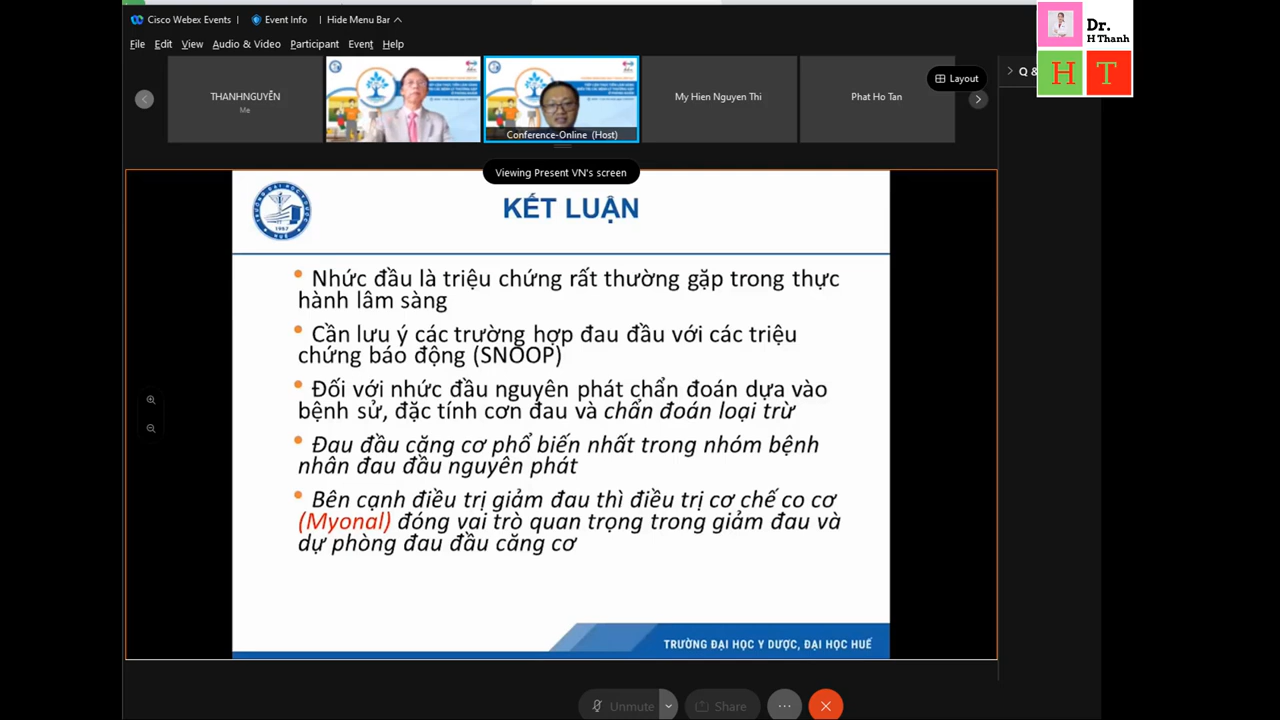 Cisco Webex Events
Event Info
Hide Menu Bar
File Edit View Audio & Video Participant Event Help
Dr.
H Thanh
H T
THANHNGUYỄN
Me
Conference-Online (Host)
My Hien Nguyen Thi
Phat Ho Tan
Layout
Q &
Viewing Present VN's screen
KẾT LUẬN
• Nhức đầu là triệu chứng rất thường gặp trong thực
hành lâm sàng
• Cần lưu ý các trường hợp đau đầu với các triệu
chứng báo động (SNOOP)
• Đối với nhức đầu nguyên phát chẩn đoán dựa vào
bệnh sử, đặc tính cơn đau và chẩn đoán loại trừ
• Đau đầu căng cơ phổ biến nhất trong nhóm bệnh
nhân đau đầu nguyên phát
• Bên cạnh điều trị giảm đau thì điều trị cơ chế co cơ
(Myonal) đóng vai trò quan trọng trong giảm đau và
dự phòng đau đầu căng cơ
TRƯỜNG ĐẠI HỌC Y DƯỢC, ĐẠI HỌC HUẾ
Unmute
Share